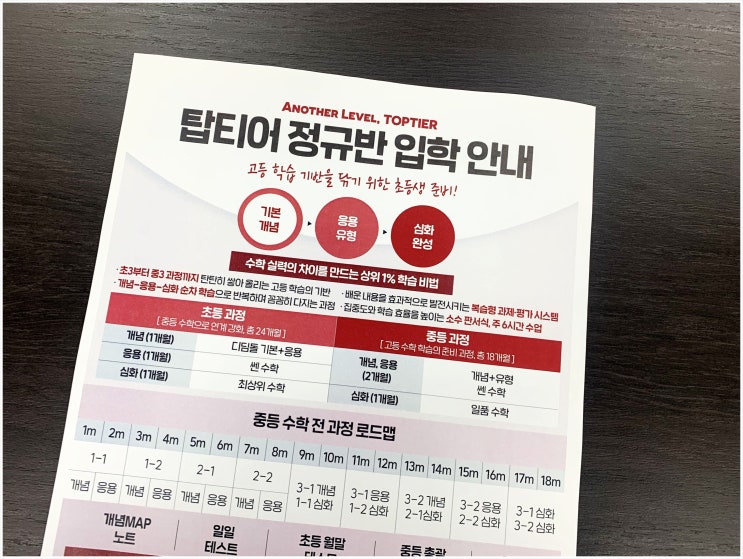 ANOTHER LEVEL, TOPTIER
탑티어 정규반 입학 안내
고등 학습 기반을 닦기 위한 초등생 준비!
기본 개념
응용 유형
심화 완성
수학 실력의 차이를 만드는 상위 1% 학습 비법
· 초3부터 중3 과정까지 탄탄히 쌓아 올리는 고등 학습의 기반
· 개념-응용-심화 순차 학습으로 반복하며 꼼꼼히 다지는 과정
· 배운 내용을 효과적으로 발전시키는 복습형 과제·평가 시스템
· 집중도와 학습 효율을 높이는 소수 판서식, 주 6시간 수업
초등 과정
[ 중등 수학으로 연계 강화, 총 24개월 ]
개념 (1개월) 디딤돌 기본+응용
응용 (1개월) 쎈 수학
심화 (1개월) 최상위 수학
중등 과정
[ 고등 수학 학습의 준비 과정, 총 18개월 ]
개념, 응용 (2개월) 개념+유형 쎈 수학
심화 (1개월) 일품 수학
중등 수학 전 과정 로드맵
1m 2m 3m 4m 5m 6m 7m 8m 9m 10m 11m 12m 13m 14m 15m 16m 17m 18m
1-1 1-2 2-1 2-2 3-1 개념 3-1 응용 3-2 개념 3-2 응용 3-1 심화
개념 응용 개념 응용 개념 응용 개념 응용 1-1 심화 1-2 심화 2-1 심화 2-2 심화 3-2 심화
개념MAP 노트
일일 테스트
초등 월말
중등 총괄